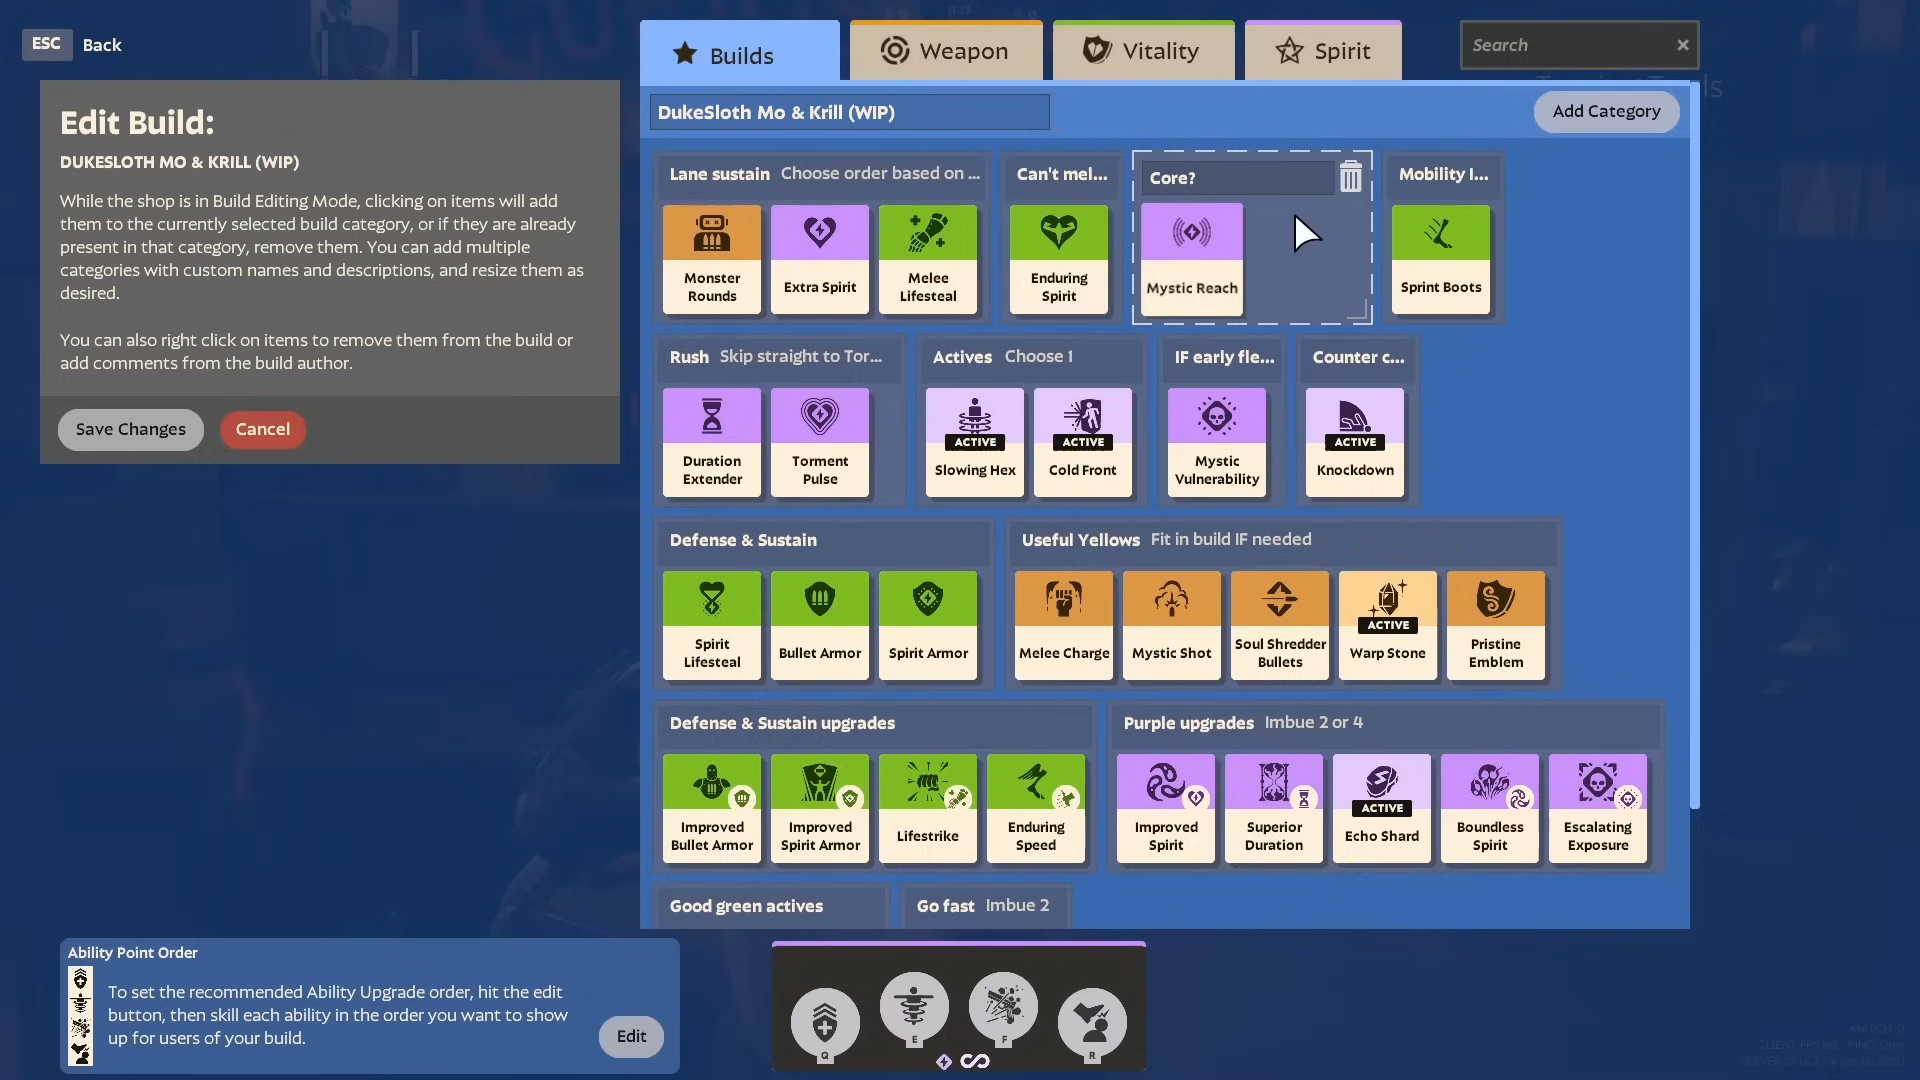 ESC Back
Builds
Weapon
Vitality
Spirit
Search
Edit Build:
DUKESLOTH MO & KRILL (WIP)
While the shop is in Build Editing Mode, clicking on items will add
them to the currently selected build category, or if they are already
present in that category, remove them. You can add multiple
categories with custom names and descriptions, and resize them as
desired.
You can also right click on items to remove them from the build or
add comments from the build author.
Save Changes
Cancel
DukeSloth Mo & Krill (WIP)
Add Category
Lane sustain Choose order based on ...
Monster
Rounds
Extra Spirit
Melee
Lifesteal
Can't mel...
Enduring
Spirit
Core?
Mystic Reach
Mobility I...
Sprint Boots
Rush Skip straight to Tor...
Duration
Extender
Torment
Pulse
Actives Choose 1
ACTIVE
Slowing Hex
ACTIVE
Cold Front
IF early fle...
Mystic
Vulnerability
Counter c...
ACTIVE
Knockdown
Defense & Sustain
Spirit
Lifesteal
Bullet Armor
Spirit Armor
Useful Yellows Fit in build IF needed
Melee Charge
Mystic Shot
Soul Shredder
Bullets
ACTIVE
Warp Stone
Pristine
Emblem
Defense & Sustain upgrades
Improved
Bullet Armor
Improved
Spirit Armor
Lifestrike
Enduring
Speed
Purple upgrades Imbue 2 or 4
Improved
Spirit
Superior
Duration
ACTIVE
Echo Shard
Boundless
Spirit
Escalating
Exposure
Good green actives
Go fast Imbue 2
Ability Point Order
To set the recommended Ability Upgrade order, hit the edit
button, then skill each ability in the order you want to show
up for users of your build.
Edit
Q
E
F
R